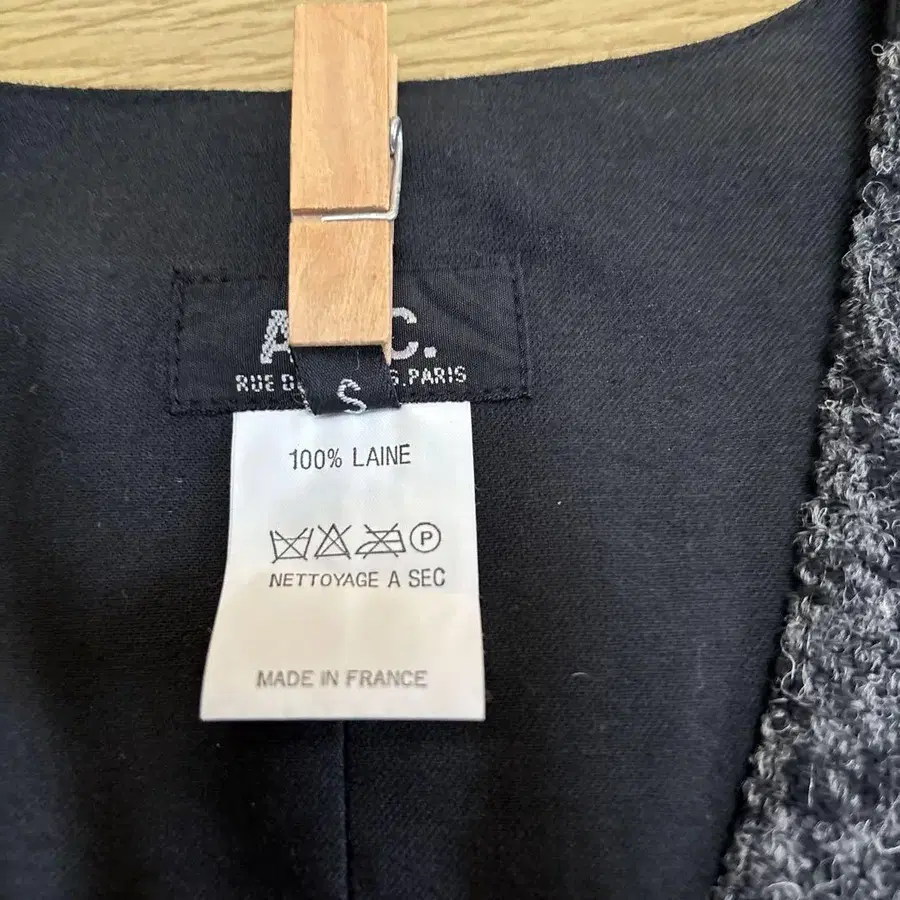 A C.
RUE D S.PARIS
S
100% LAINE
P
NETTOYAGE A SEC
MADE IN FRANCE